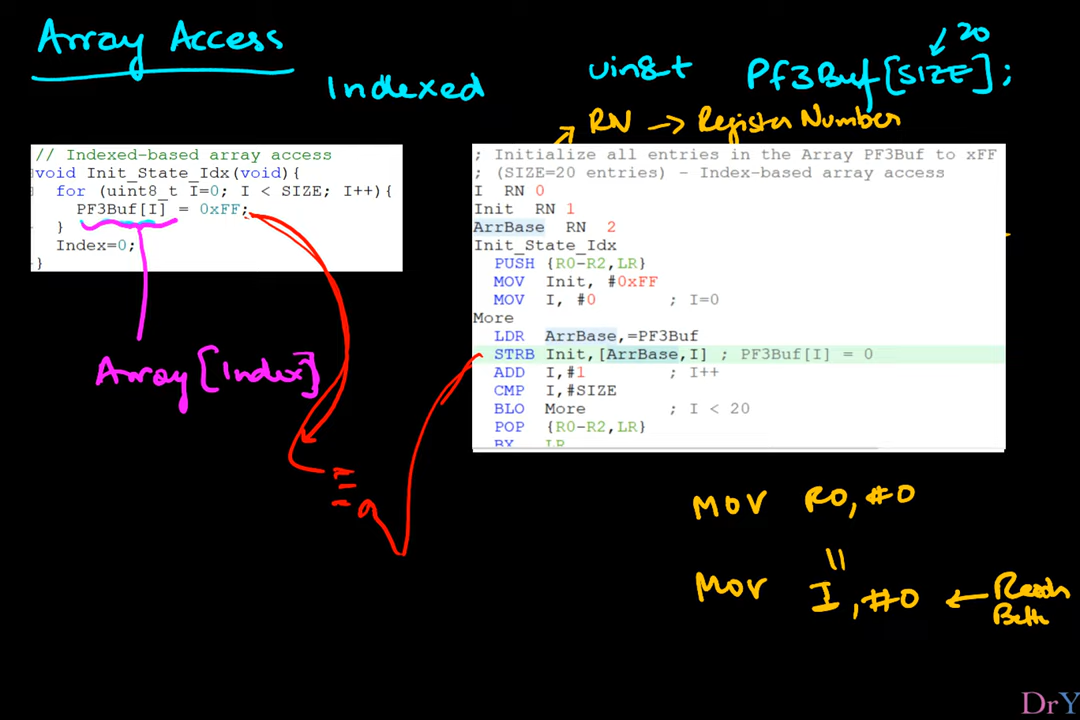 Array Access
Indexed
uin8t PF3Buf[SIZE];
20
RN → Register Number
// Indexed-based array access
void Init_State_Idx(void){
for (uint8_t I=0; I < SIZE; I++){
PF3Buf[I] = 0xFF;
}
Index=0;
}
Array[Index]
; Initialize all entries in the Array PF3Buf to xFF
; (SIZE=20 entries) - Index-based array access
I RN 0
Init RN 1
ArrBase RN 2
Init_State_Idx
PUSH {R0-R2,LR}
MOV Init, #0xFF
MOV I, #0 ; I=0
More
LDR ArrBase,=PF3Buf
STRB Init,[ArrBase,I] ; PF3Buf[I] = 0
ADD I,#1 ; I++
CMP I,#SIZE
BLO More ; I < 20
POP {R0-R2,LR}
BX LR
MOV R0,#0
MOV I,#0 ← Reads
DrY